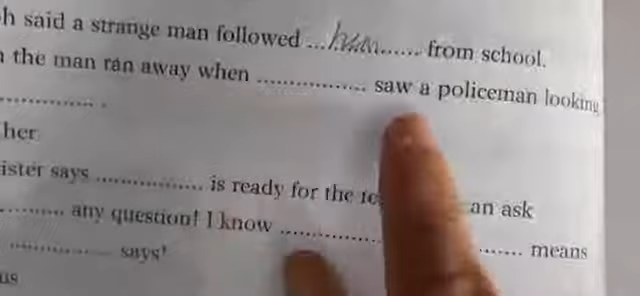 h said a strange man followed ... him ...... from school.
the man ran away when .................. saw a policeman looking
.................. .
her
ister says .................. is ready for the an ask
.......... any question! I know .................. ....... means
.................. says!
us